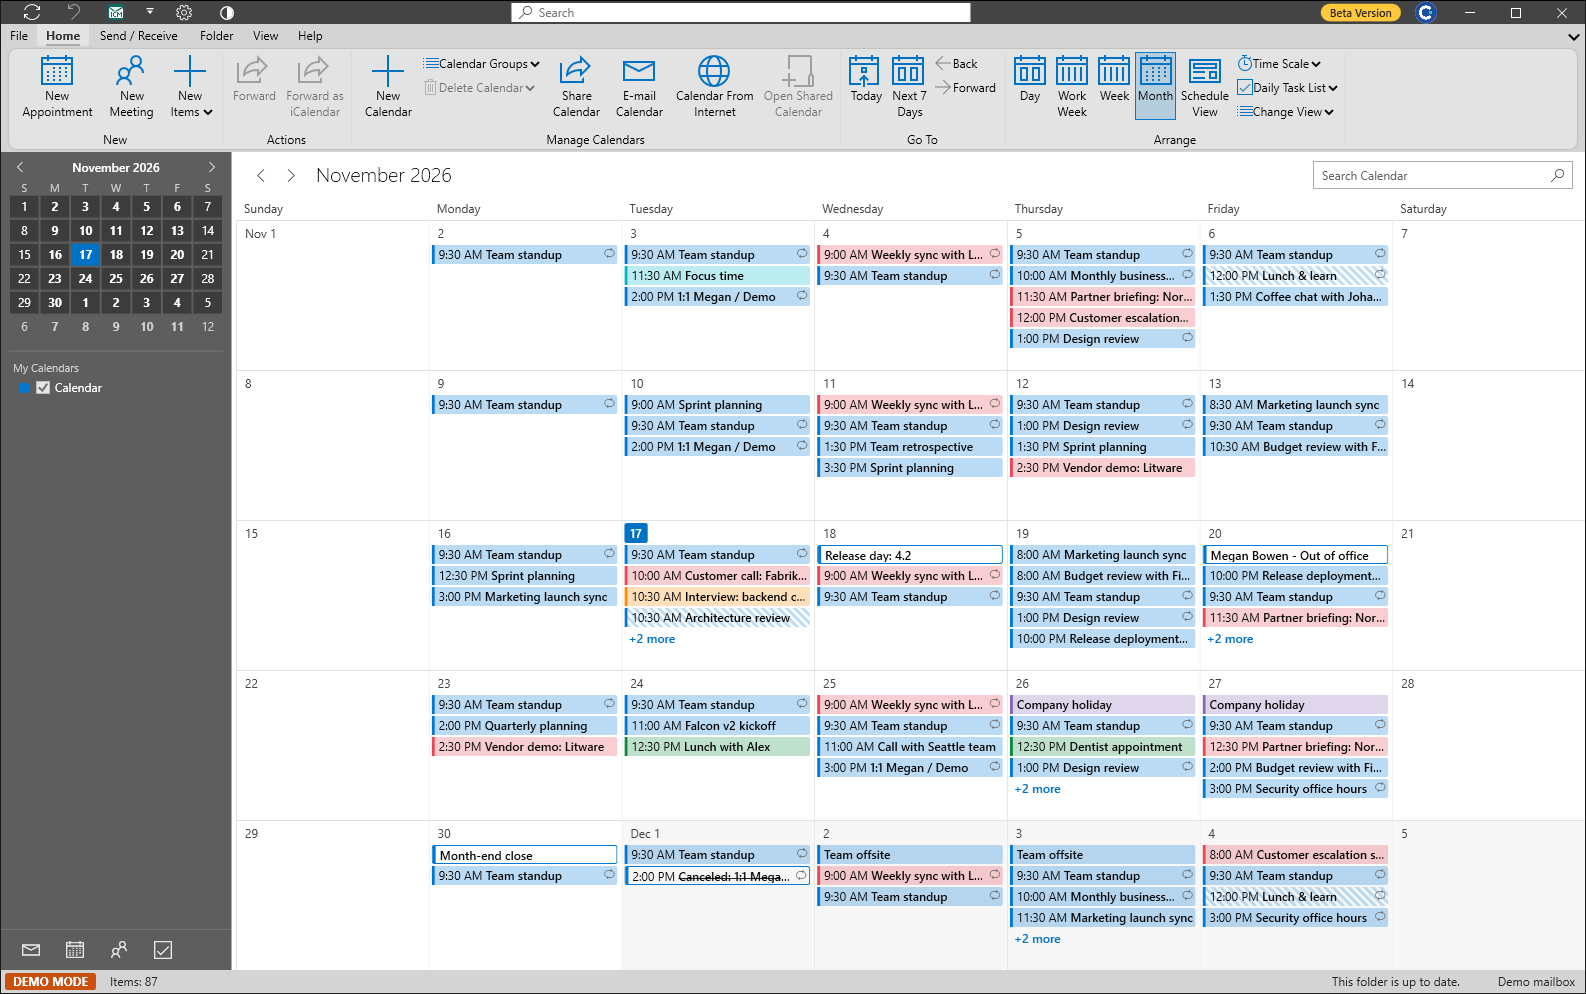 Search
Beta Version
File Home Send / Receive Folder View Help
New Appointment
New Meeting
New Items
New
Forward
Forward as iCalendar
Actions
New Calendar
Calendar Groups
Delete Calendar
Share Calendar
E-mail Calendar
Calendar From Internet
Open Shared Calendar
Manage Calendars
Today
Next 7 Days
Back
Forward
Go To
Day
Work Week
Week
Month
Schedule View
Time Scale
Daily Task List
Change View
Arrange
November 2026
S M T W T F S
1 2 3 4 5 6 7
8 9 10 11 12 13 14
15 16 17 18 19 20 21
22 23 24 25 26 27 28
29 30 1 2 3 4 5
6 7 8 9 10 11 12
My Calendars
Calendar
November 2026
Search Calendar
Sunday Monday Tuesday Wednesday Thursday Friday Saturday
Nov 1
2
9:30 AM Team standup
3
9:30 AM Team standup
11:30 AM Focus time
2:00 PM 1:1 Megan / Demo
4
9:00 AM Weekly sync with L...
9:30 AM Team standup
5
9:30 AM Team standup
10:00 AM Monthly business...
11:30 AM Partner briefing: Nor...
12:00 PM Customer escalation...
1:00 PM Design review
6
9:30 AM Team standup
12:00 PM Lunch & learn
1:30 PM Coffee chat with Joha...
7
8
9
9:30 AM Team standup
10
9:00 AM Sprint planning
9:30 AM Team standup
2:00 PM 1:1 Megan / Demo
11
9:00 AM Weekly sync with L...
9:30 AM Team standup
1:30 PM Team retrospective
3:30 PM Sprint planning
12
9:30 AM Team standup
1:00 PM Design review
1:30 PM Sprint planning
2:30 PM Vendor demo: Litware
13
8:30 AM Marketing launch sync
9:30 AM Team standup
10:30 AM Budget review with F...
14
15
16
9:30 AM Team standup
12:30 PM Sprint planning
3:00 PM Marketing launch sync
17
9:30 AM Team standup
10:00 AM Customer call: Fabrik...
10:30 AM Interview: backend c...
10:30 AM Architecture review
+2 more
18
Release day: 4.2
9:00 AM Weekly sync with L...
9:30 AM Team standup
19
8:00 AM Marketing launch sync
8:00 AM Budget review with Fi...
9:30 AM Team standup
1:00 PM Design review
10:00 PM Release deployment...
20
Megan Bowen - Out of office
10:00 PM Release deployment...
9:30 AM Team standup
11:30 AM Partner briefing: Nor...
+2 more
21
22
23
9:30 AM Team standup
2:00 PM Quarterly planning
2:30 PM Vendor demo: Litware
24
9:30 AM Team standup
11:00 AM Falcon v2 kickoff
12:30 PM Lunch with Alex
25
9:00 AM Weekly sync with L...
9:30 AM Team standup
11:00 AM Call with Seattle team
3:00 PM 1:1 Megan / Demo
26
Company holiday
9:30 AM Team standup
12:30 PM Dentist appointment
1:00 PM Design review
+2 more
27
Company holiday
9:30 AM Team standup
12:30 PM Partner briefing: Nor...
2:00 PM Budget review with Fi...
3:00 PM Security office hours
28
29
30
Month-end close
9:30 AM Team standup
Dec 1
9:30 AM Team standup
2:00 PM Canceled: 1:1 Mega...
2
Team offsite
9:00 AM Weekly sync with L...
9:30 AM Team standup
3
Team offsite
9:30 AM Team standup
10:00 AM Monthly business...
11:30 AM Marketing launch sync
+2 more
4
8:00 AM Customer escalation s...
9:30 AM Team standup
12:00 PM Lunch & learn
3:00 PM Security office hours
5
DEMO MODE Items: 87
This folder is up to date. Demo mailbox